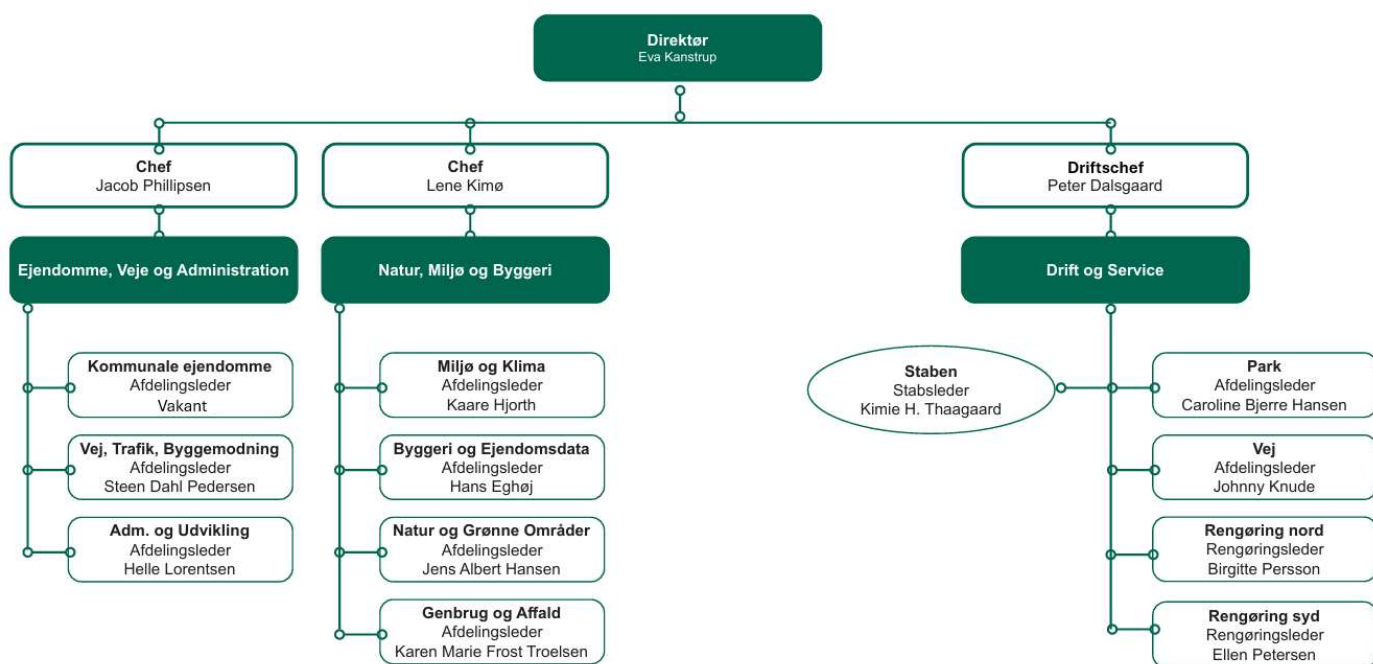 Direktør
Eva Kanstrup
Chef
Jacob Phillipsen
Ejendomme, Veje og Administration
Kommunale ejendomme
Afdelingsleder
Vakant
Vej, Trafik, Byggemodning
Afdelingsleder
Steen Dahl Pedersen
Adm. og Udvikling
Afdelingsleder
Helle Lorentsen
Chef
Lene Kimø
Natur, Miljø og Byggeri
Miljø og Klima
Afdelingsleder
Kaare Hjorth
Byggeri og Ejendomsdata
Afdelingsleder
Hans Eghøj
Natur og Grønne Områder
Afdelingsleder
Jens Albert Hansen
Genbrug og Affald
Afdelingsleder
Karen Marie Frost Troelsen
Driftschef
Peter Dalsgaard
Drift og Service
Staben
Stabsleder
Kimie H. Thaagaard
Park
Afdelingsleder
Caroline Bjerre Hansen
Vej
Afdelingsleder
Johnny Knude
Rengøring nord
Rengøringsleder
Birgitte Persson
Rengøring syd
Rengøringsleder
Ellen Petersen